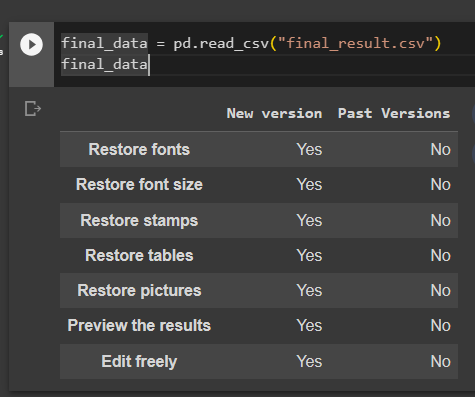 final_data = pd.read_csv("final_result.csv")
final_data
New version Past Versions
Restore fonts Yes No
Restore font size Yes No
Restore stamps Yes No
Restore tables Yes No
Restore pictures Yes No
Preview the results Yes No
Edit freely Yes No